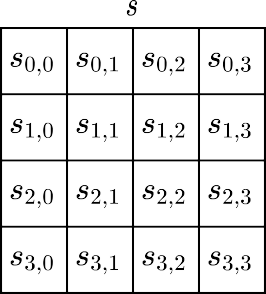 s
s0,0 s0,1 s0,2 s0,3
s1,0 s1,1 s1,2 s1,3
s2,0 s2,1 s2,2 s2,3
s3,0 s3,1 s3,2 s3,3